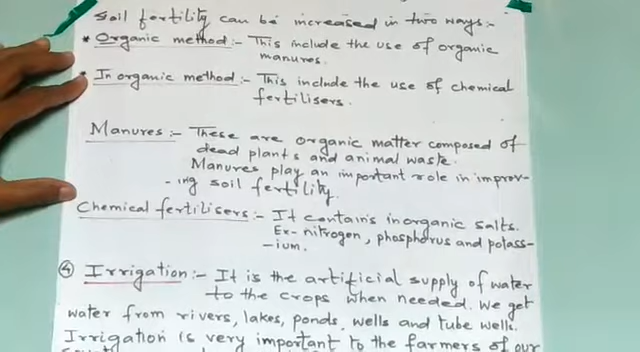 Soil fertility can be increased in two ways:-
* Organic method:- This include the use of organic
manures.
* In organic method:- This include the use of chemical
fertilisers.
Manures:- These are organic matter composed of
dead plants and animal waste.
Manures play an important role in improv-
-ing soil fertility.
Chemical fertilisers:- It contains inorganic salts.
Ex- nitrogen, phosphorus and polass-
-ium.
④ Irrigation:- It is the artificial supply of water
to the crops when needed. We get
water from rivers, lakes, ponds, wells and tube wells.
Irrigation is very important to the farmers of our